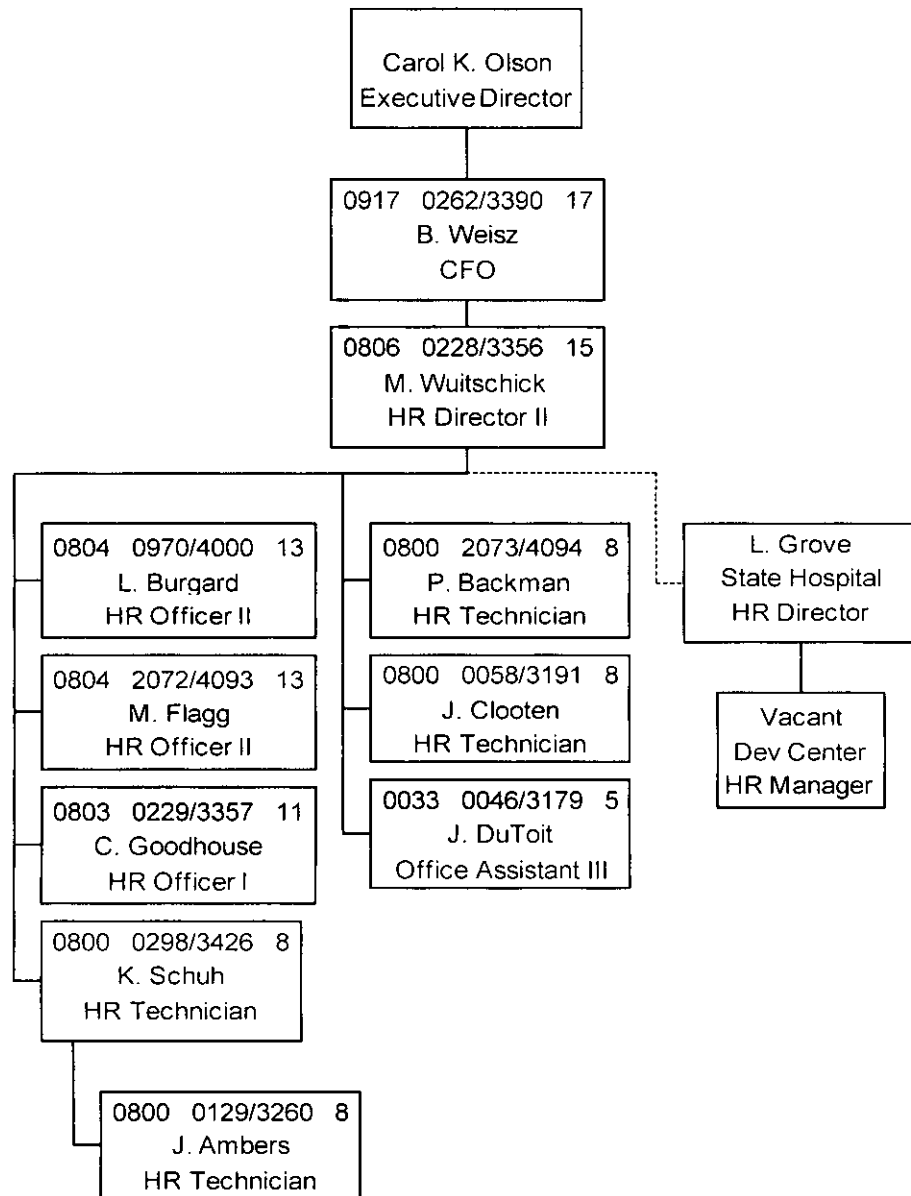 Carol K. Olson
Executive Director
0917 0262/3390 17
B. Weisz
CFO
0806 0228/3356 15
M. Wuitschick
HR Director II
0804 0970/4000 13
L. Burgard
HR Officer II
0804 2072/4093 13
M. Flagg
HR Officer II
0803 0229/3357 11
C. Goodhouse
HR Officer I
0800 0298/3426 8
K. Schuh
HR Technician
0800 0129/3260 8
J. Ambers
HR Technician
0800 2073/4094 8
P. Backman
HR Technician
0800 0058/3191 8
J. Clooten
HR Technician
0033 0046/3179 5
J. DuToit
Office Assistant III
L. Grove
State Hospital
HR Director
Vacant
Dev Center
HR Manager